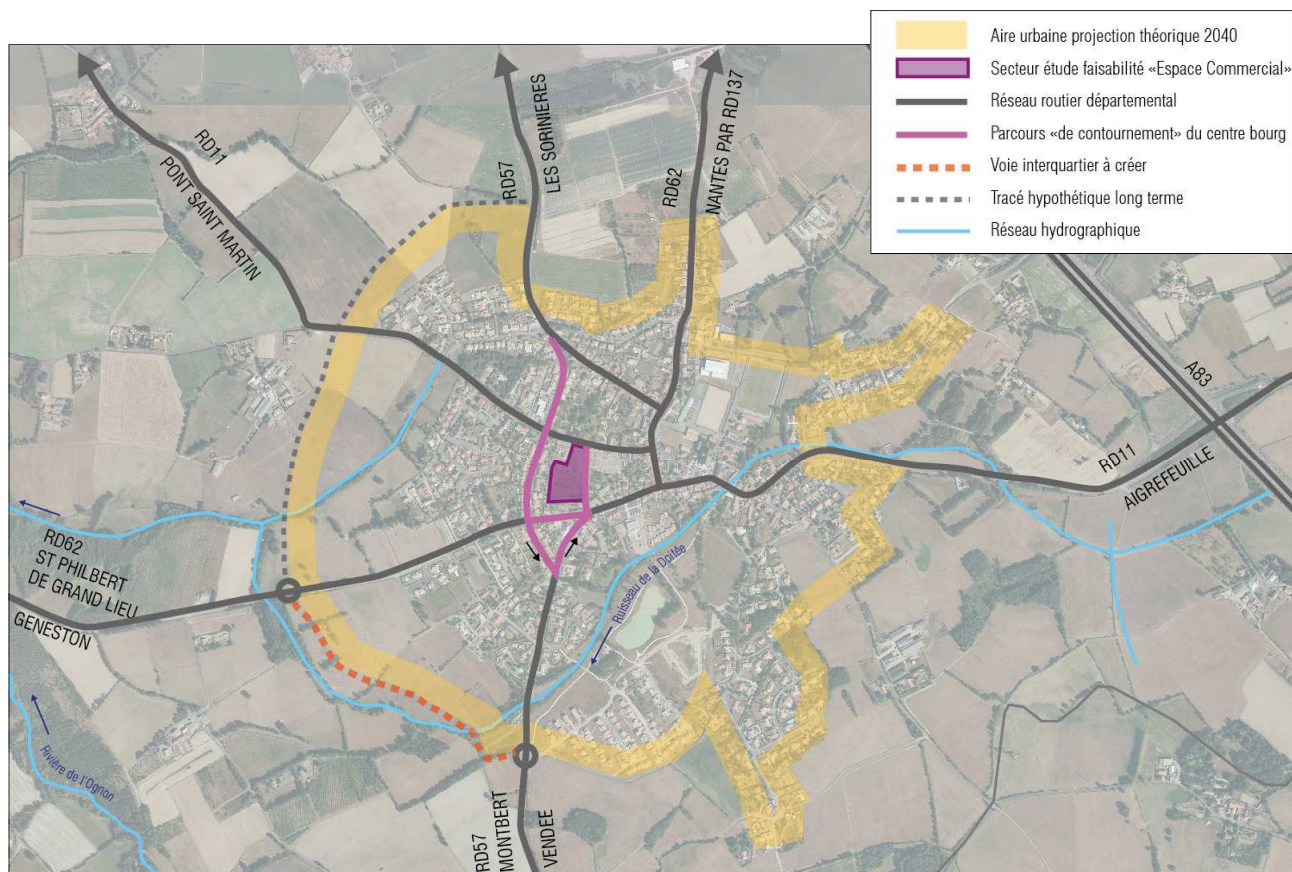 Aire urbaine projection théorique 2040
Secteur étude faisabilité «Espace Commercial»
Réseau routier départemental
Parcours «de contournement» du centre bourg
Voie interquartier à créer
Tracé hypothétique long terme
Réseau hydrographique
RD11
PONT SAINT MARTIN
RD57
LES SORINIERES
RD62
NANTES PAR RD137
A83
RD11
AIGREFEUILLE
RD62
ST PHILBERT
DE GRAND LIEU
GENESTON
Ruisseau de la Doitée
Rivière de l'Ognon
RD57
MONTBERT
VENDEE